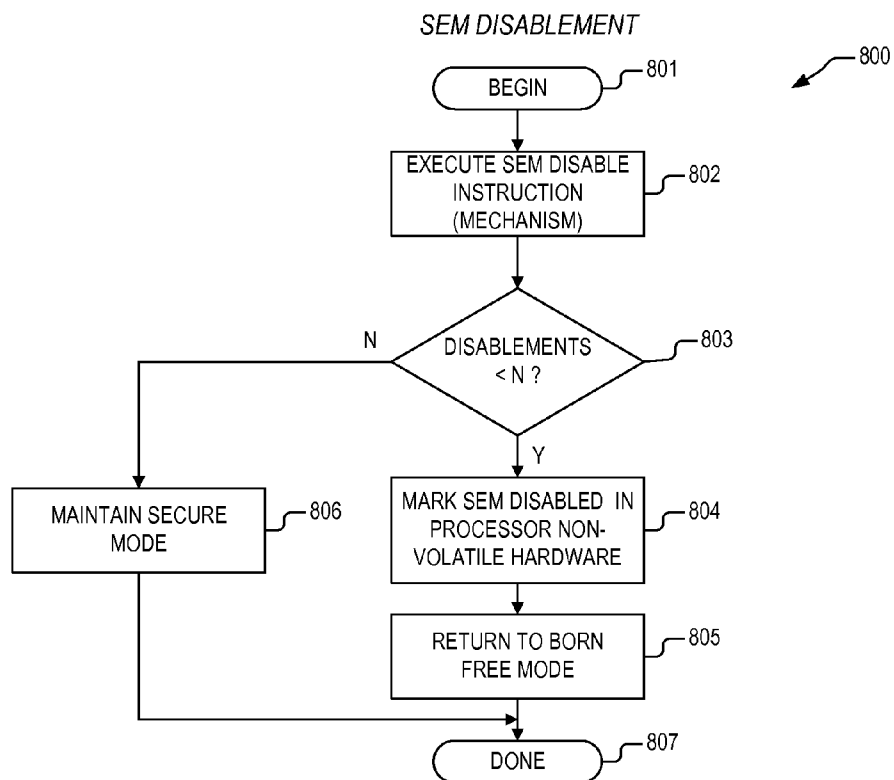 SEM DISABLEMENT
800
BEGIN
801
EXECUTE SEM DISABLE
INSTRUCTION
(MECHANISM)
802
DISABLEMENTS
< N ?
803
N
Y
MAINTAIN SECURE
MODE
806
MARK SEM DISABLED IN
PROCESSOR NON-
VOLATILE HARDWARE
804
RETURN TO BORN
FREE MODE
805
DONE
807